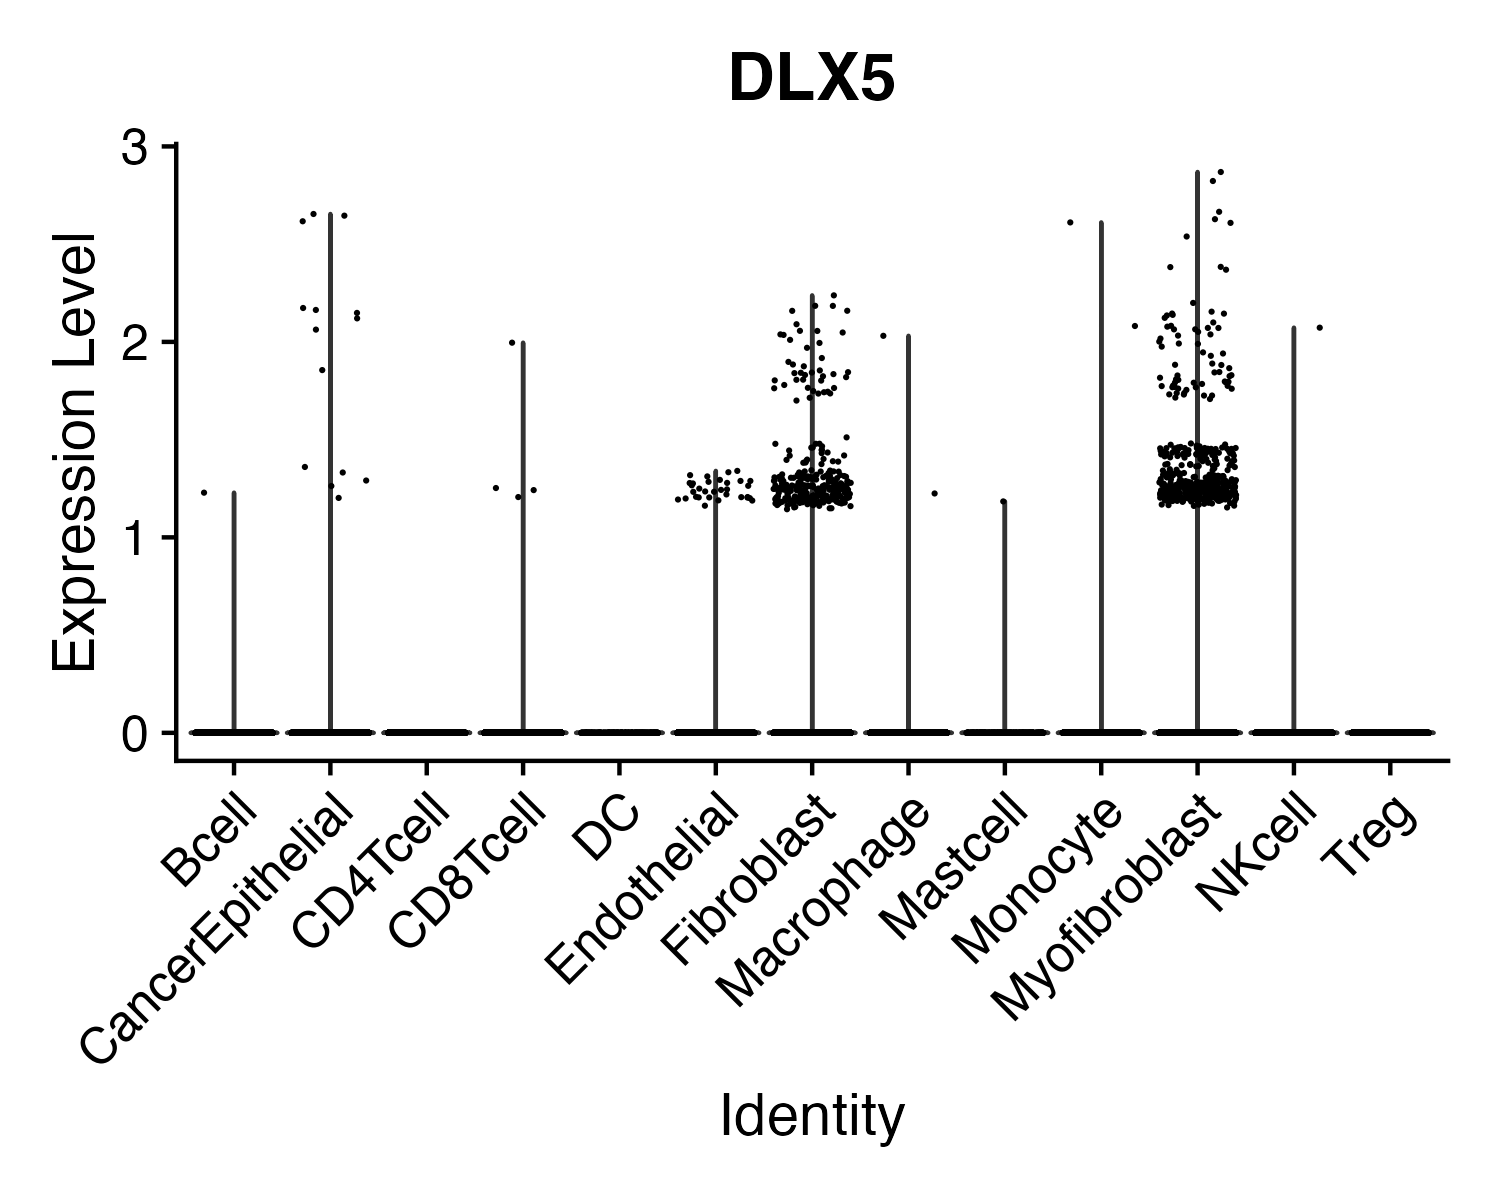 DLX5
Expression Level
3
2
1
0
Bcell
CancerEpithelial
CD4Tcell
CD8Tcell
DC
Endothelial
Fibroblast
Macrophage
Mastcell
Monocyte
Myofibroblast
NKcell
Treg
Identity